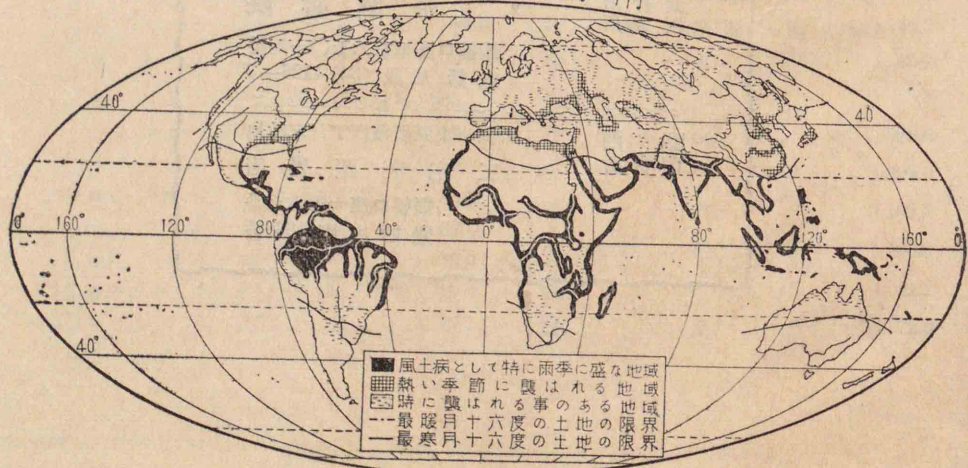 40°
40
0°
160°
120°
80°
40°
0°
80°
120°
160°
0°
40°
風土病として特に雨季に盛な地域
熱い季節に襲はれる地域
時に襲はれる事のある地域
最暖月十六度の土地の限界
最寒月十六度の土地の限界